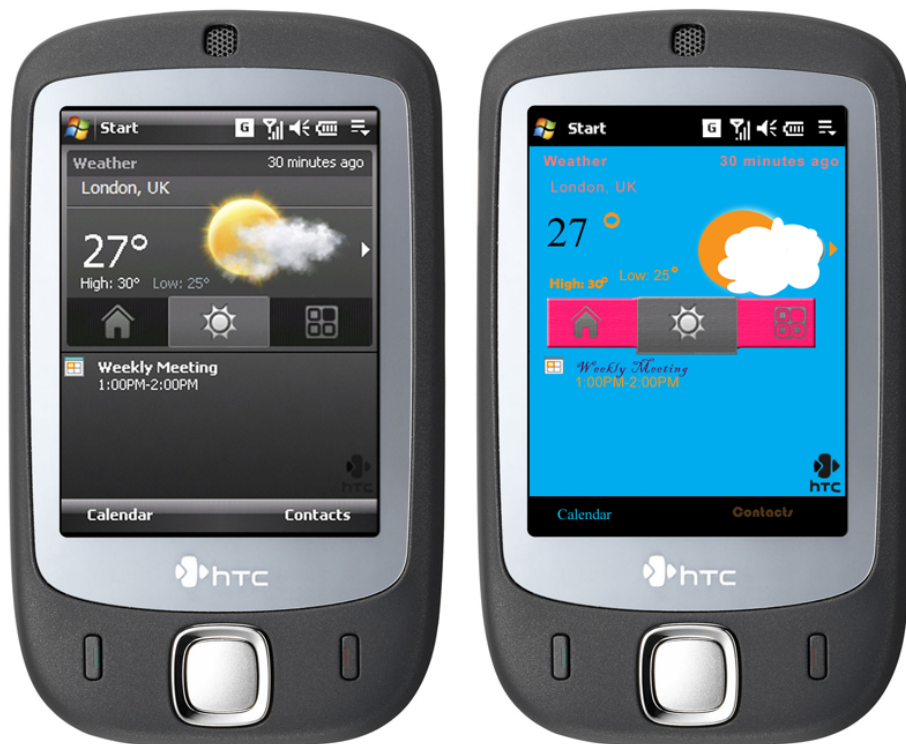 Start
G
Weather 30 minutes ago
London, UK
27°
High: 30° Low: 25°
Weekly Meeting
1:00PM-2:00PM
hTC
Calendar Contacts
hTC
Start
G
Weather 30 minutes ago
London, UK
27°
High: 30° Low: 25°
Weekly Meeting
1:00PM-2:00PM
hTC
Calendar Contacts
hTC